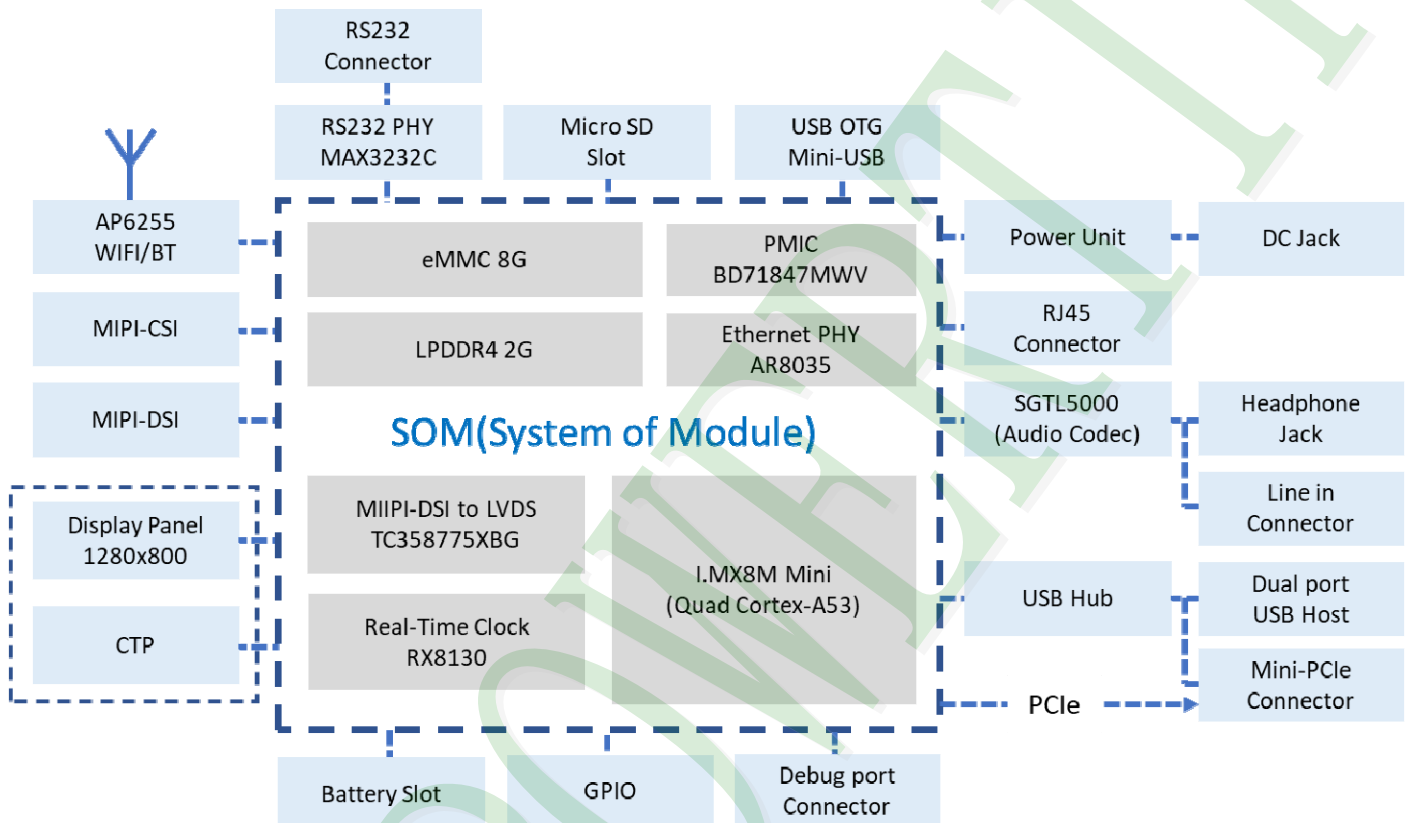 RS232
Connector
RS232 PHY
MAX3232C
Micro SD
Slot
USB OTG
Mini-USB
AP6255
WIFI/BT
MIPI-CSI
MIPI-DSI
Display Panel
1280x800
CTP
eMMC 8G
PMIC
BD71847MWV
LPDDR4 2G
Ethernet PHY
AR8035
SOM(System of Module)
MIIPI-DSI to LVDS
TC358775XBG
I.MX8M Mini
(Quad Cortex-A53)
Real-Time Clock
RX8130
Power Unit
DC Jack
RJ45
Connector
SGTL5000
(Audio Codec)
Headphone
Jack
Line in
Connector
USB Hub
Dual port
USB Host
Mini-PCIe
Connector
PCIe
Battery Slot
GPIO
Debug port
Connector
POWERTI